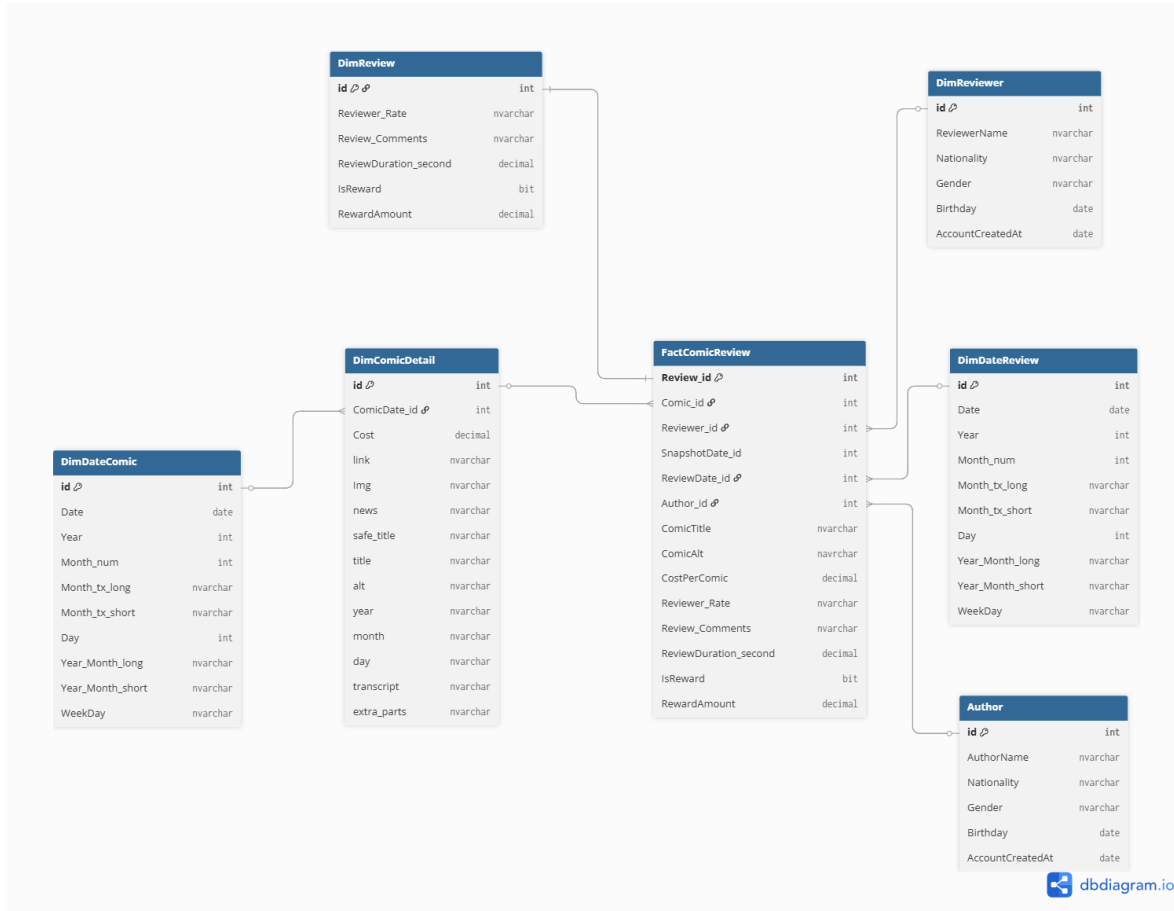 DimReview
id int
Reviewer_Rate nvarchar
Review_Comments nvarchar
ReviewDuration_second decimal
IsReward bit
RewardAmount decimal
DimReviewer
id int
ReviewerName nvarchar
Nationality nvarchar
Gender nvarchar
Birthday date
AccountCreatedAt date
DimDateComic
id int
Date date
Year int
Month_num int
Month_tx_long nvarchar
Month_tx_short nvarchar
Day int
Year_Month_long nvarchar
Year_Month_short nvarchar
WeekDay nvarchar
DimComicDetail
id int
ComicDate_id int
Cost decimal
link nvarchar
Img nvarchar
news nvarchar
safe_title nvarchar
title nvarchar
alt nvarchar
year nvarchar
month nvarchar
day nvarchar
transcript nvarchar
extra_parts nvarchar
FactComicReview
Review_id int
Comic_id int
Reviewer_id int
SnapshotDate_id int
ReviewDate_id int
Author_id int
ComicTitle nvarchar
ComicAlt navrchar
CostPerComic decimal
Reviewer_Rate nvarchar
Review_Comments nvarchar
ReviewDuration_second decimal
IsReward bit
RewardAmount decimal
DimDateReview
id int
Date date
Year int
Month_num int
Month_tx_long nvarchar
Month_tx_short nvarchar
Day int
Year_Month_long nvarchar
Year_Month_short nvarchar
WeekDay nvarchar
Author
id int
AuthorName nvarchar
Nationality nvarchar
Gender nvarchar
Birthday date
AccountCreatedAt date
dbdiagram.io